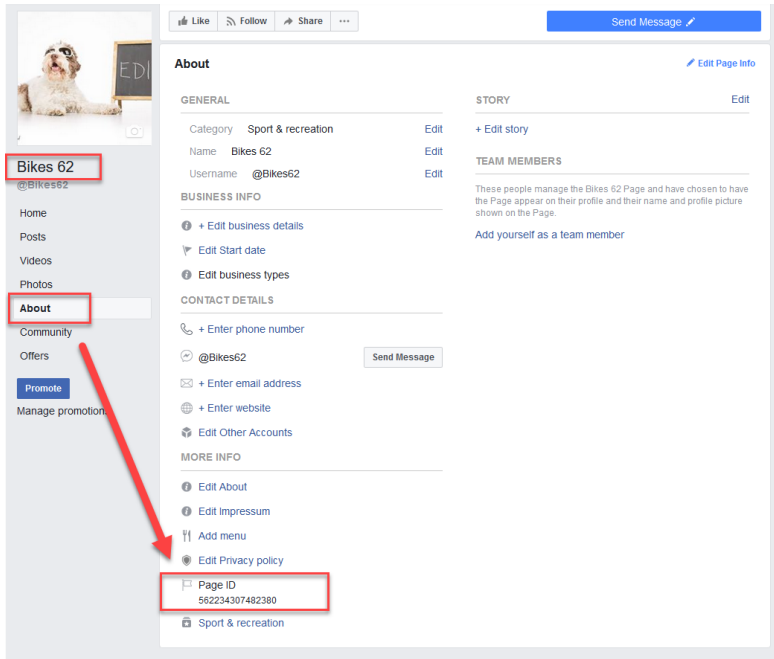 Like
Follow
Share
Send Message
EDI
Bikes 62
@Bikes62
Home
Posts
Videos
Photos
About
Community
Offers
Promote
Manage promotion
About
Edit Page Info
GENERAL
Category Sport & recreation Edit
Name Bikes 62 Edit
Username @Bikes62 Edit
BUSINESS INFO
+ Edit business details
Edit Start date
Edit business types
CONTACT DETAILS
+ Enter phone number
@Bikes62 Send Message
+ Enter email address
+ Enter website
Edit Other Accounts
MORE INFO
Edit About
Edit Impressum
Add menu
Edit Privacy policy
Page ID
562234307482380
Sport & recreation
STORY Edit
+ Edit story
TEAM MEMBERS
These people manage the Bikes 62 Page and have chosen to have
the Page appear on their profile and their name and profile picture
shown on the Page.
Add yourself as a team member